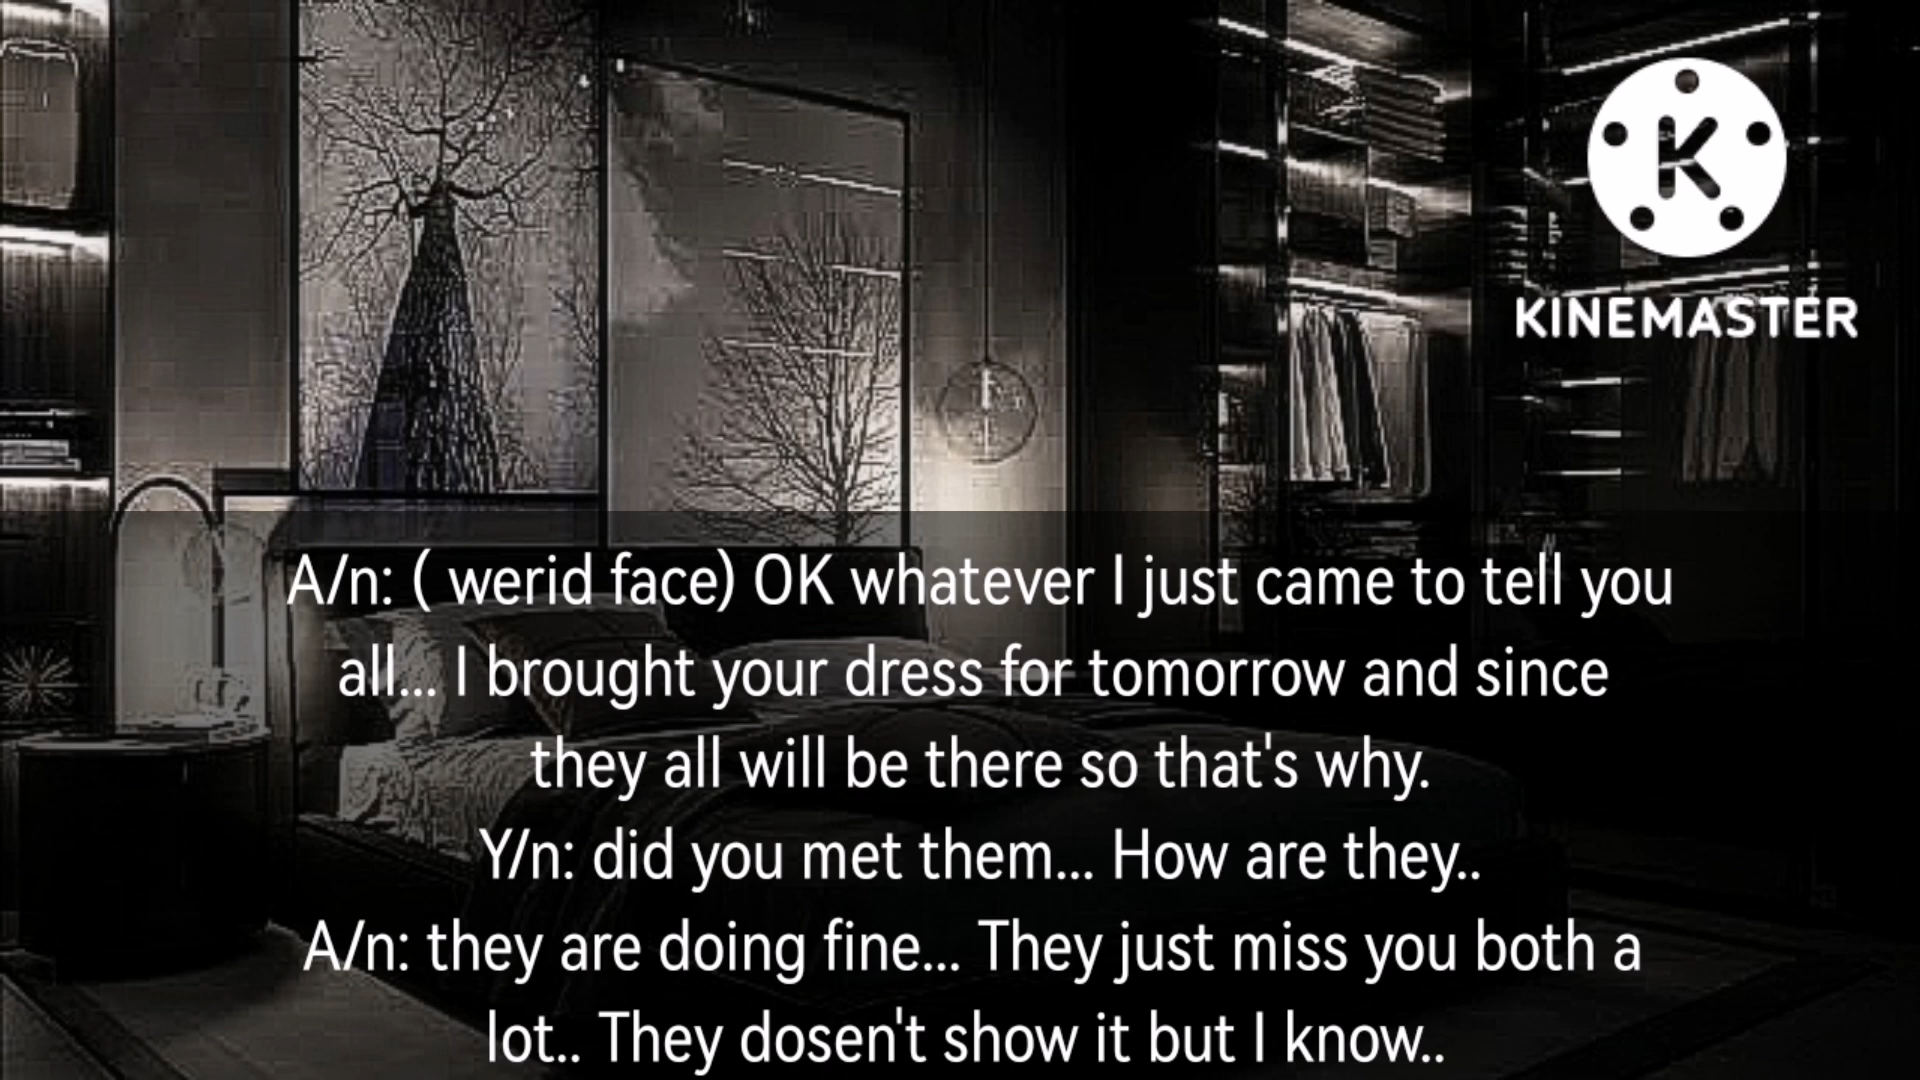 KINEMASTER
A/n: ( werid face) OK whatever I just came to tell you
all... I brought your dress for tomorrow and since
they all will be there so that's why.
Y/n: did you met them... How are they..
A/n: they are doing fine... They just miss you both a
lot.. They dosen't show it but I know..